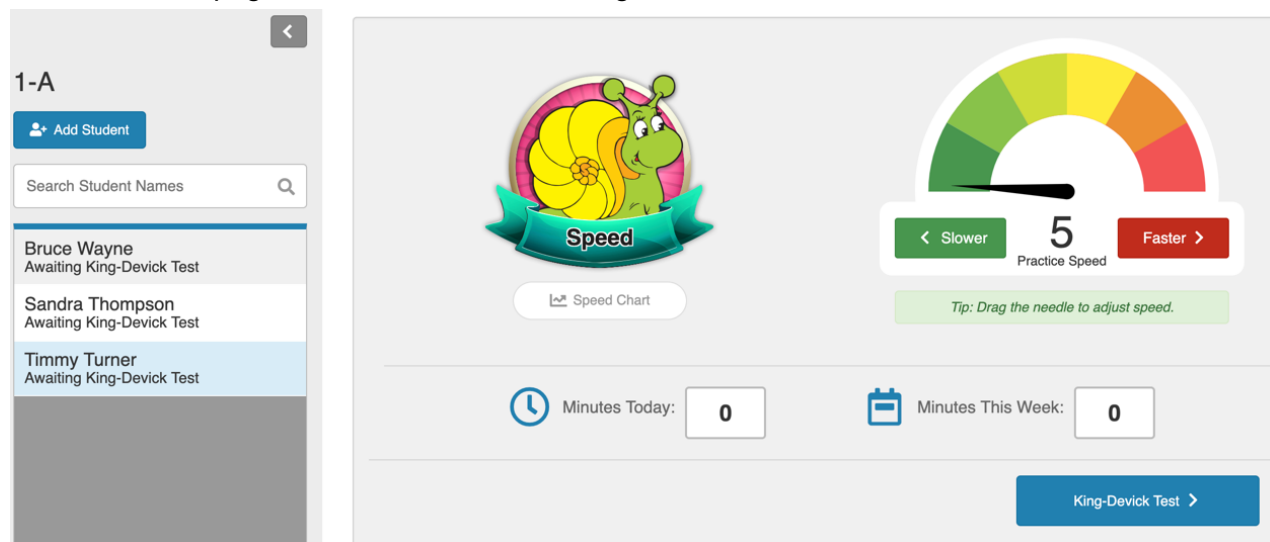 1-A
Add Student
Search Student Names
Bruce Wayne
Awaiting King-Devick Test
Sandra Thompson
Awaiting King-Devick Test
Timmy Turner
Awaiting King-Devick Test
Speed
Speed Chart
Slower
5
Practice Speed
Faster
Tip: Drag the needle to adjust speed.
Minutes Today:
0
Minutes This Week:
0
King-Devick Test